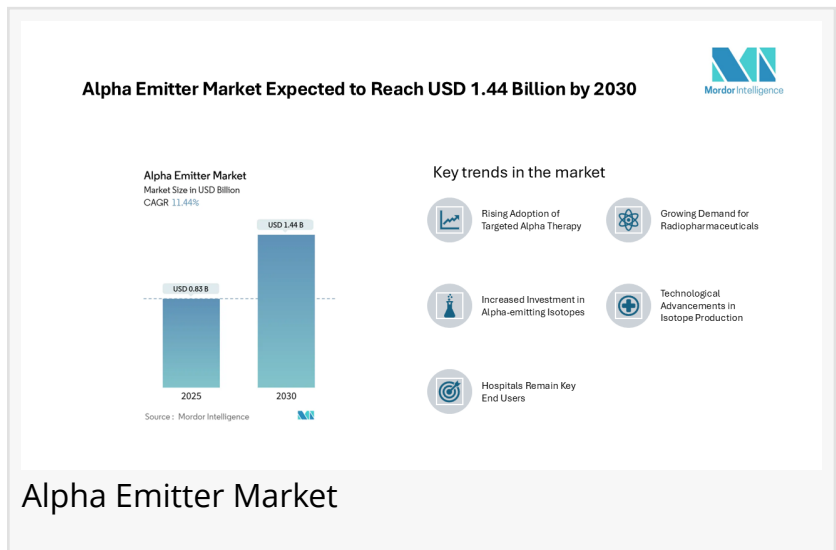 Alpha Emitter Market Expected to Reach USD 1.44 Billion by 2030
Mordor Intelligence
Alpha Emitter Market
Market Size in USD Billion
CAGR 11.44%
USD 1.44 B
USD 0.83 B
2025
2030
Source : Mordor Intelligence
Key trends in the market
Rising Adoption of
Targeted Alpha Therapy
Growing Demand for
Radiopharmaceuticals
Increased Investment in
Alpha-emitting Isotopes
Technological
Advancements in
Isotope Production
Hospitals Remain Key
End Users
Alpha Emitter Market